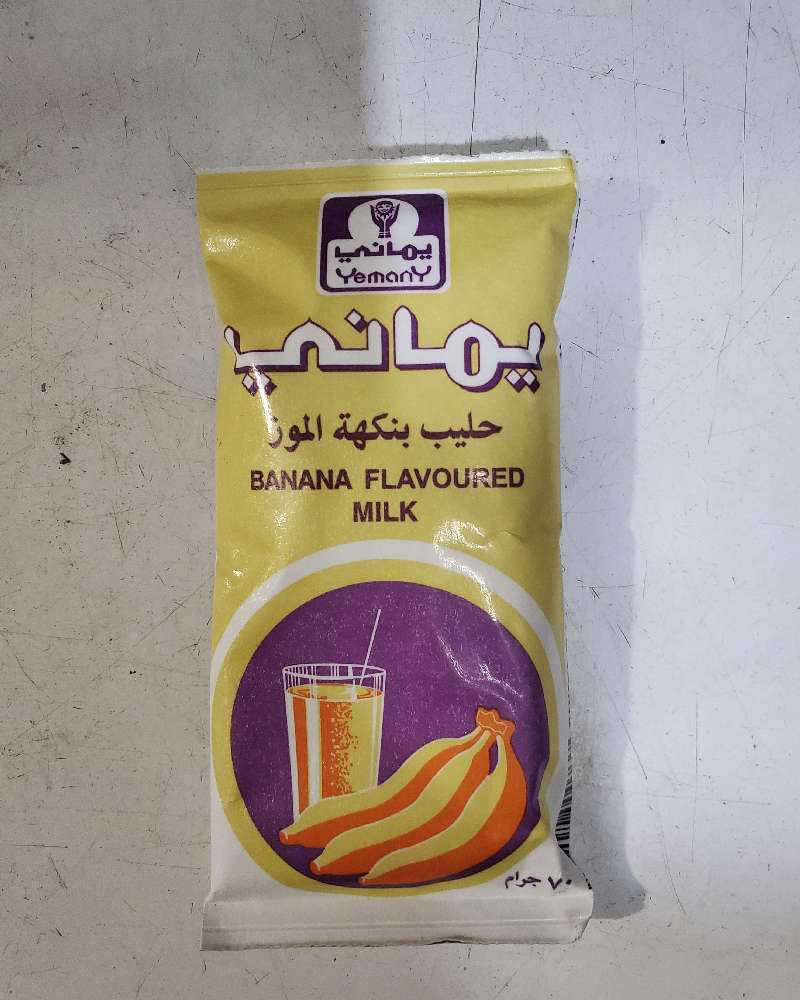 يماني
YemanY
يماني
حليب بنكهة الموز
BANANA FLAVOURED
MILK
٧٠ جرام